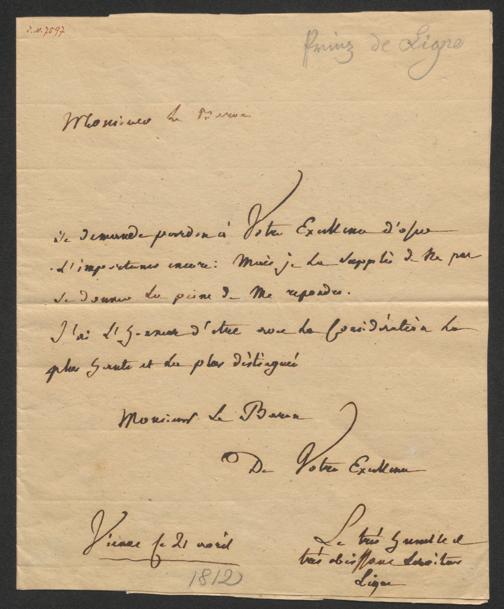 I.N. 7597
Prinz de Ligne
Monsieur Le Baron
Je demande pardon à Votre Excellence d'oser
L'importuner encore: Mais je La supplie de Ne pas
Se donner La peine de Me repondre.
J'ai L'honneur d'être avec La Considération La
plus haute et La plus distinguée
Monsieur Le Baron
De Votre Excellence
Vienne ce 21 avril
1812
Le très humble et
très obéissant Serviteur
Ligne